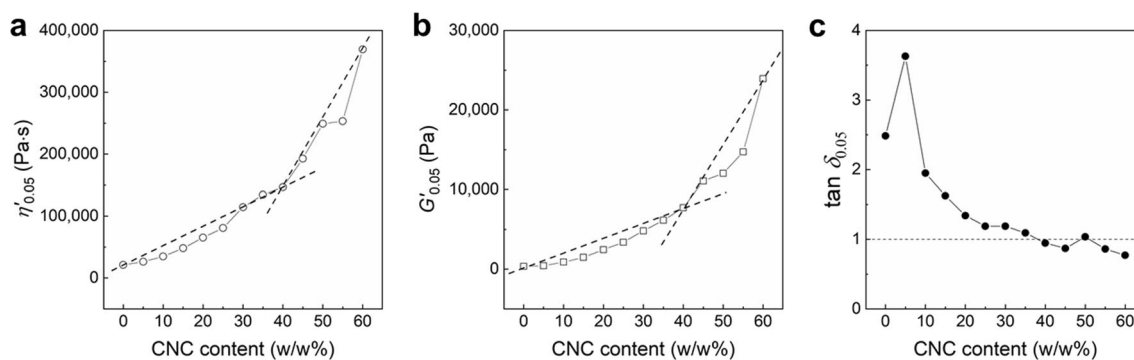 a
400,000
300,000
200,000
100,000
0
η′0.05 (Pa·s)
0 10 20 30 40 50 60
CNC content (w/w%)
b
30,000
20,000
10,000
0
G′0.05 (Pa)
0 10 20 30 40 50 60
CNC content (w/w%)
c
4
3
2
1
0
tan δ0.05
0 10 20 30 40 50 60
CNC content (w/w%)